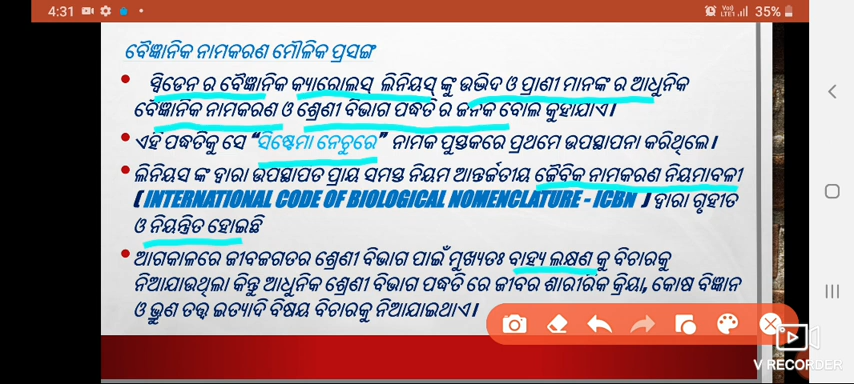 4:31
Vo))
LTE1
35%
ବୈଜ୍ଞାନିକ ନାମକରଣ ମୌଳିକ ପ୍ରସଙ୍ଗ
ସ୍ଵିଡେନ ର ବୈଜ୍ଞାନିକ କ୍ୟାରୋଲସ୍ ଲିନିୟସ୍ ଙ୍କୁ ଉଦ୍ଭିଦ ଓ ପ୍ରାଣୀ ମାନଙ୍କ ର ଆଧୁନିକ
ବୈଜ୍ଞାନିକ ନାମକରଣ ଓ ଶ୍ରେଣୀ ବିଭାଗ ପଦ୍ଧତି ର ଜନକ ବୋଲି କୁହାଯାଏ ।
ଏହି ପଦ୍ଧତିକୁ ସେ “ସିଷ୍ଟେମା ନେଚୁରେ” ନାମକ ପୁସ୍ତକରେ ପ୍ରଥମେ ଉପସ୍ଥାପନା କରିଥିଲେ ।
ଲିନିୟସ ଙ୍କ ଦ୍ୱାରା ଉପସ୍ଥାପିତ ପ୍ରାୟ ସମସ୍ତ ନିୟମ ଆନ୍ତର୍ଜାତୀୟ ଜୈବିକ ନାମକରଣ ନିୟମାବଳୀ
( INTERNATIONAL CODE OF BIOLOGICAL NOMENCLATURE - ICBN ) ଦ୍ୱାରା ଗୃହୀତ
ଓ ନିୟନ୍ତ୍ରିତ ହୋଇଛି
ଆଗକାଳରେ ଜୀବଜଗତର ଶ୍ରେଣୀ ବିଭାଗ ପାଇଁ ମୁଖ୍ୟତଃ ବାହ୍ୟ ଲକ୍ଷଣ କୁ ବିଚାରକୁ
ନିଆଯାଉଥିଲା କିନ୍ତୁ ଆଧୁନିକ ଶ୍ରେଣୀ ବିଭାଗ ପଦ୍ଧତି ରେ ଜୀବର ଶାରୀରିକ କ୍ରିୟା, କୋଷ ବିଜ୍ଞାନ
ଓ ଭ୍ରୁଣ ତତ୍ତ୍ୱ ଇତ୍ୟାଦି ବିଷୟ ବିଚାରକୁ ନିଆଯାଇଥାଏ ।
V RECORDER